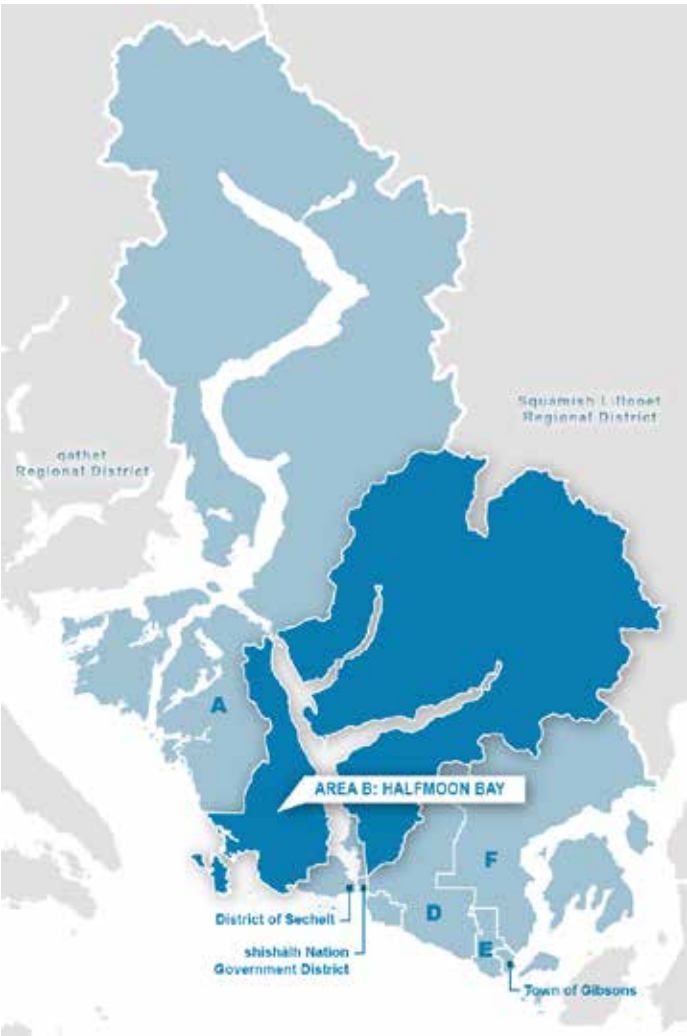 Squamish Lillooet
Regional District
qathet
Regional District
A
AREA B: HALFMOON BAY
F
D
E
District of Sechelt
shíshálh Nation
Government District
Town of Gibsons